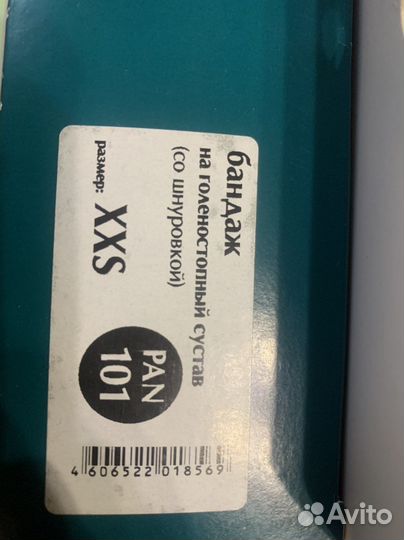 бандаж
на голеностопный сустав
(со шнуровкой)
размер: XXS
PAN
101
4 606522 018569
Avito